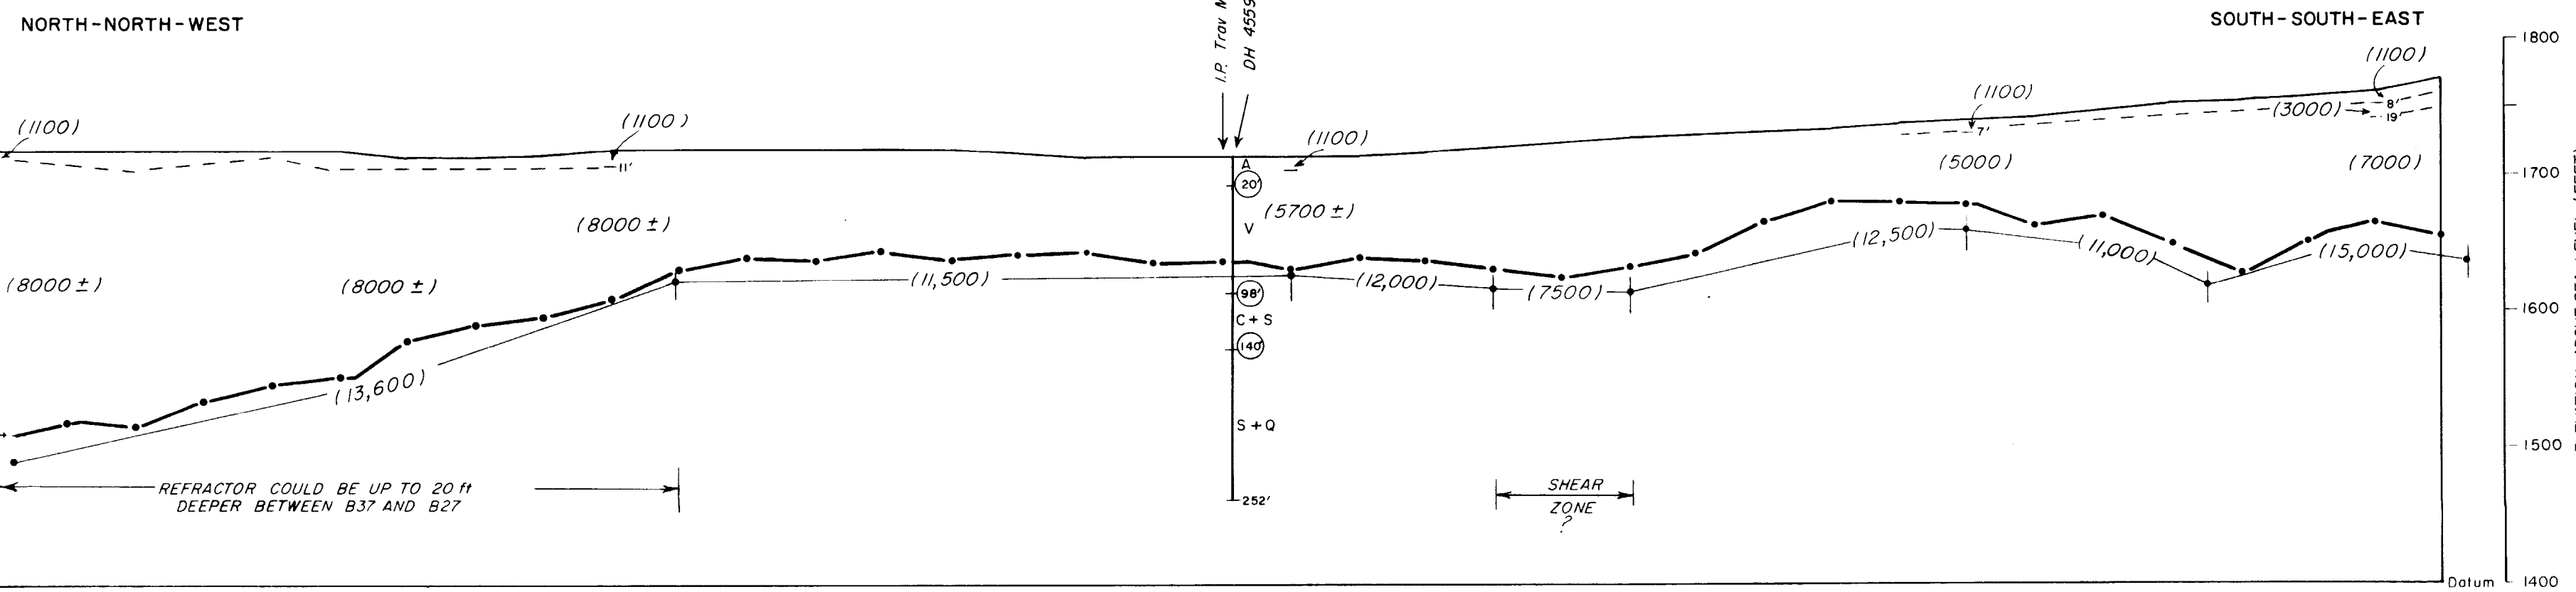 NORTH-NORTH-WEST
I.P. Trav
DH 4559
SOUTH-SOUTH-EAST
1800
(1100)
(1100)
(1100)
(1100)
(1100)
(3000)
8'
19'
7'
11'
A
20'
(5000)
(7000)
1700
(8000 ±)
V
(5700 ±)
(12,500)
(11,000)
(15,000)
(8000 ±)
(8000 ±)
(11,500)
(12,000)
(7500)
98'
1600
C + S
140'
(13,600)
S + Q
1500
REFRACTOR COULD BE UP TO 20 ft
DEEPER BETWEEN B37 AND B27
252'
SHEAR
ZONE
?
Datum
1400